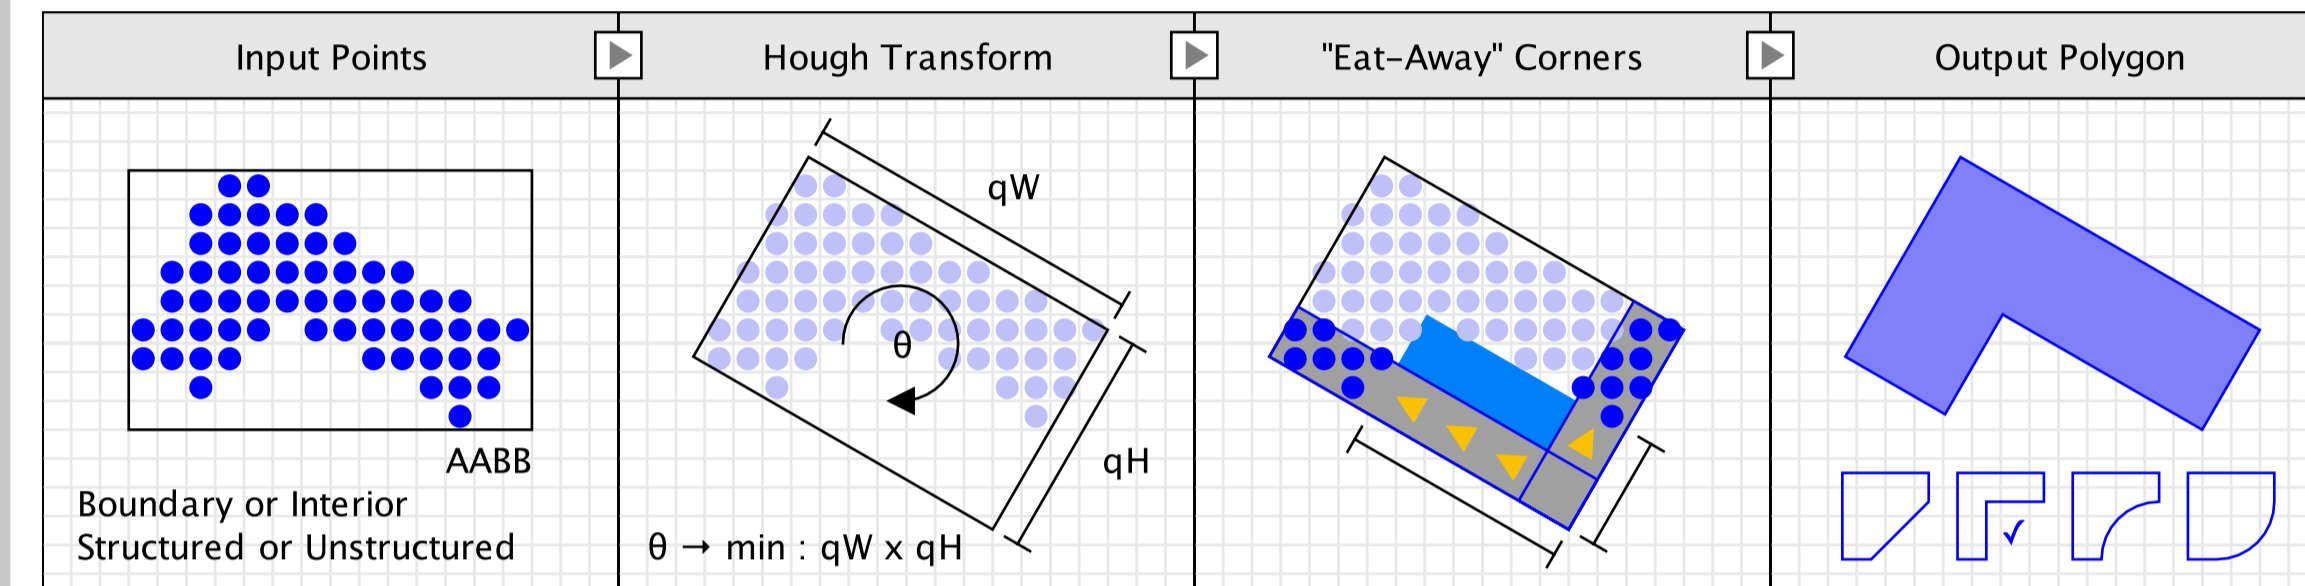 Input Points
Hough Transform
"Eat-Away" Corners
Output Polygon
AABB
Boundary or Interior
Structured or Unstructured
qW
θ
qH
θ → min : qW x qH